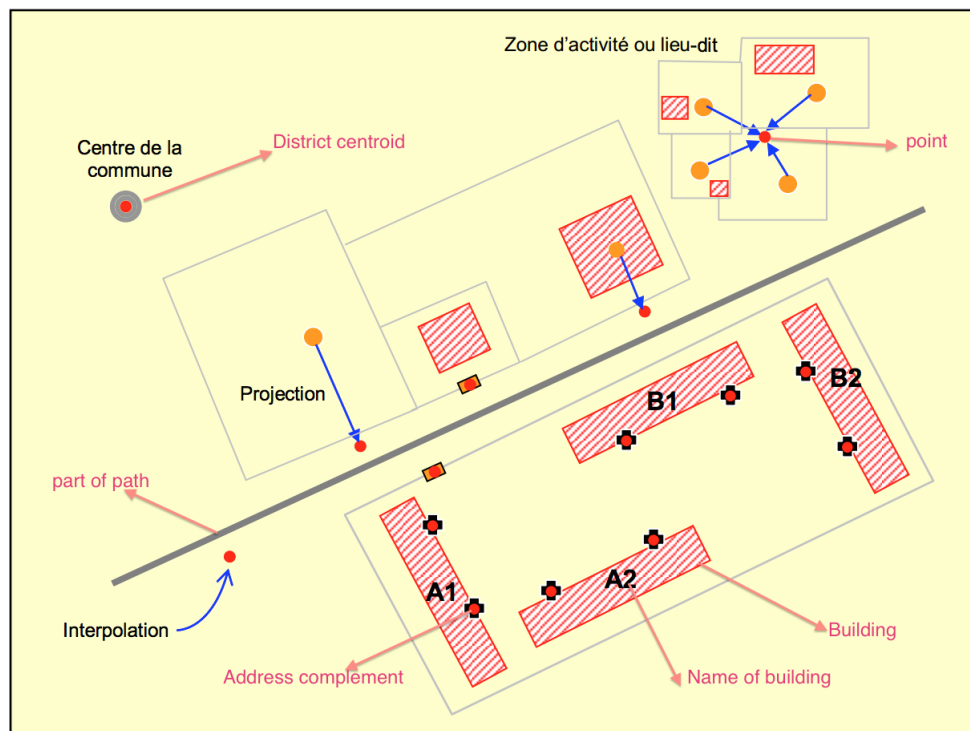 Zone d'activité ou lieu-dit
Centre de la
commune
District centroid
point
Projection
B1
B2
part of path
A1
A2
Interpolation
Building
Address complement
Name of building